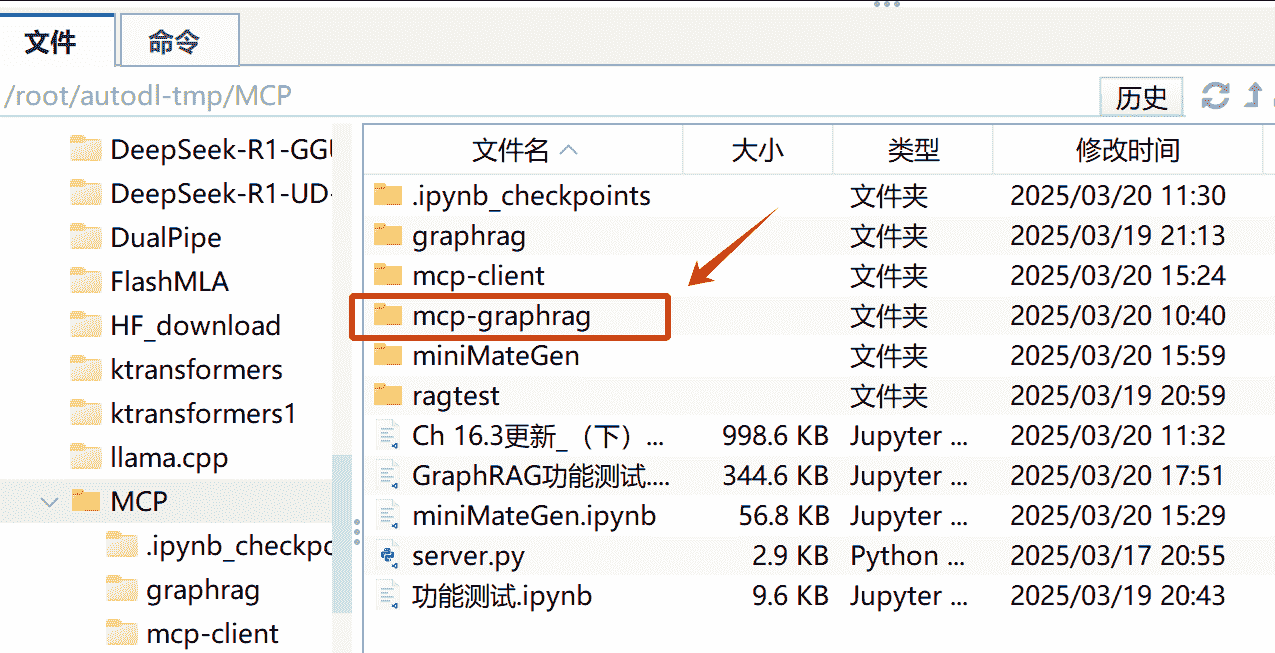 文件 命令
/root/autodl-tmp/MCP 历史
DeepSeek-R1-GGU
DeepSeek-R1-UD-
DualPipe
FlashMLA
HF_download
ktransformers
ktransformers1
llama.cpp
MCP
.ipynb_checkpo
graphrag
mcp-client
文件名 大小 类型 修改时间
.ipynb_checkpoints 文件夹 2025/03/20 11:30
graphrag 文件夹 2025/03/19 21:13
mcp-client 文件夹 2025/03/20 15:24
mcp-graphrag 文件夹 2025/03/20 10:40
miniMateGen 文件夹 2025/03/20 15:59
ragtest 文件夹 2025/03/19 20:59
Ch 16.3更新_（下）... 998.6 KB Jupyter ... 2025/03/20 11:32
GraphRAG功能测试.... 344.6 KB Jupyter ... 2025/03/20 17:51
miniMateGen.ipynb 56.8 KB Jupyter ... 2025/03/20 15:29
server.py 2.9 KB Python ... 2025/03/17 20:55
功能测试.ipynb 9.6 KB Jupyter ... 2025/03/19 20:43